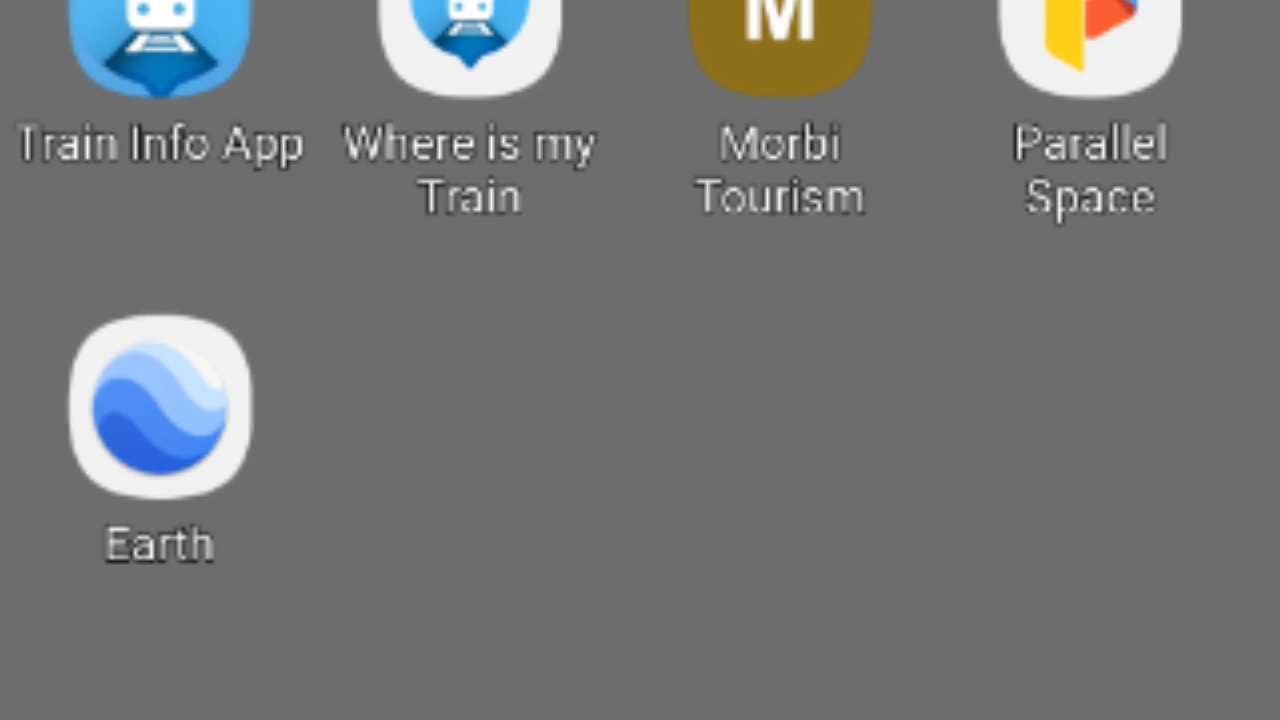 M
Train Info App
Where is my
Train
Morbi
Tourism
Parallel
Space
Earth